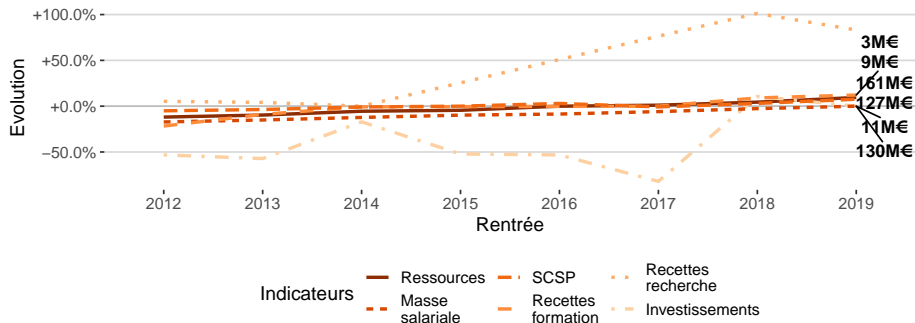 +100.0%
+50.0%
+0.0%
−50.0%
Evolution
3M€
9M€
161M€
127M€
11M€
130M€
2012 2013 2014 2015 2016 2017 2018 2019
Rentrée
Indicateurs
Ressources
Masse
salariale
SCSP
Recettes
formation
Recettes
recherche
Investissements